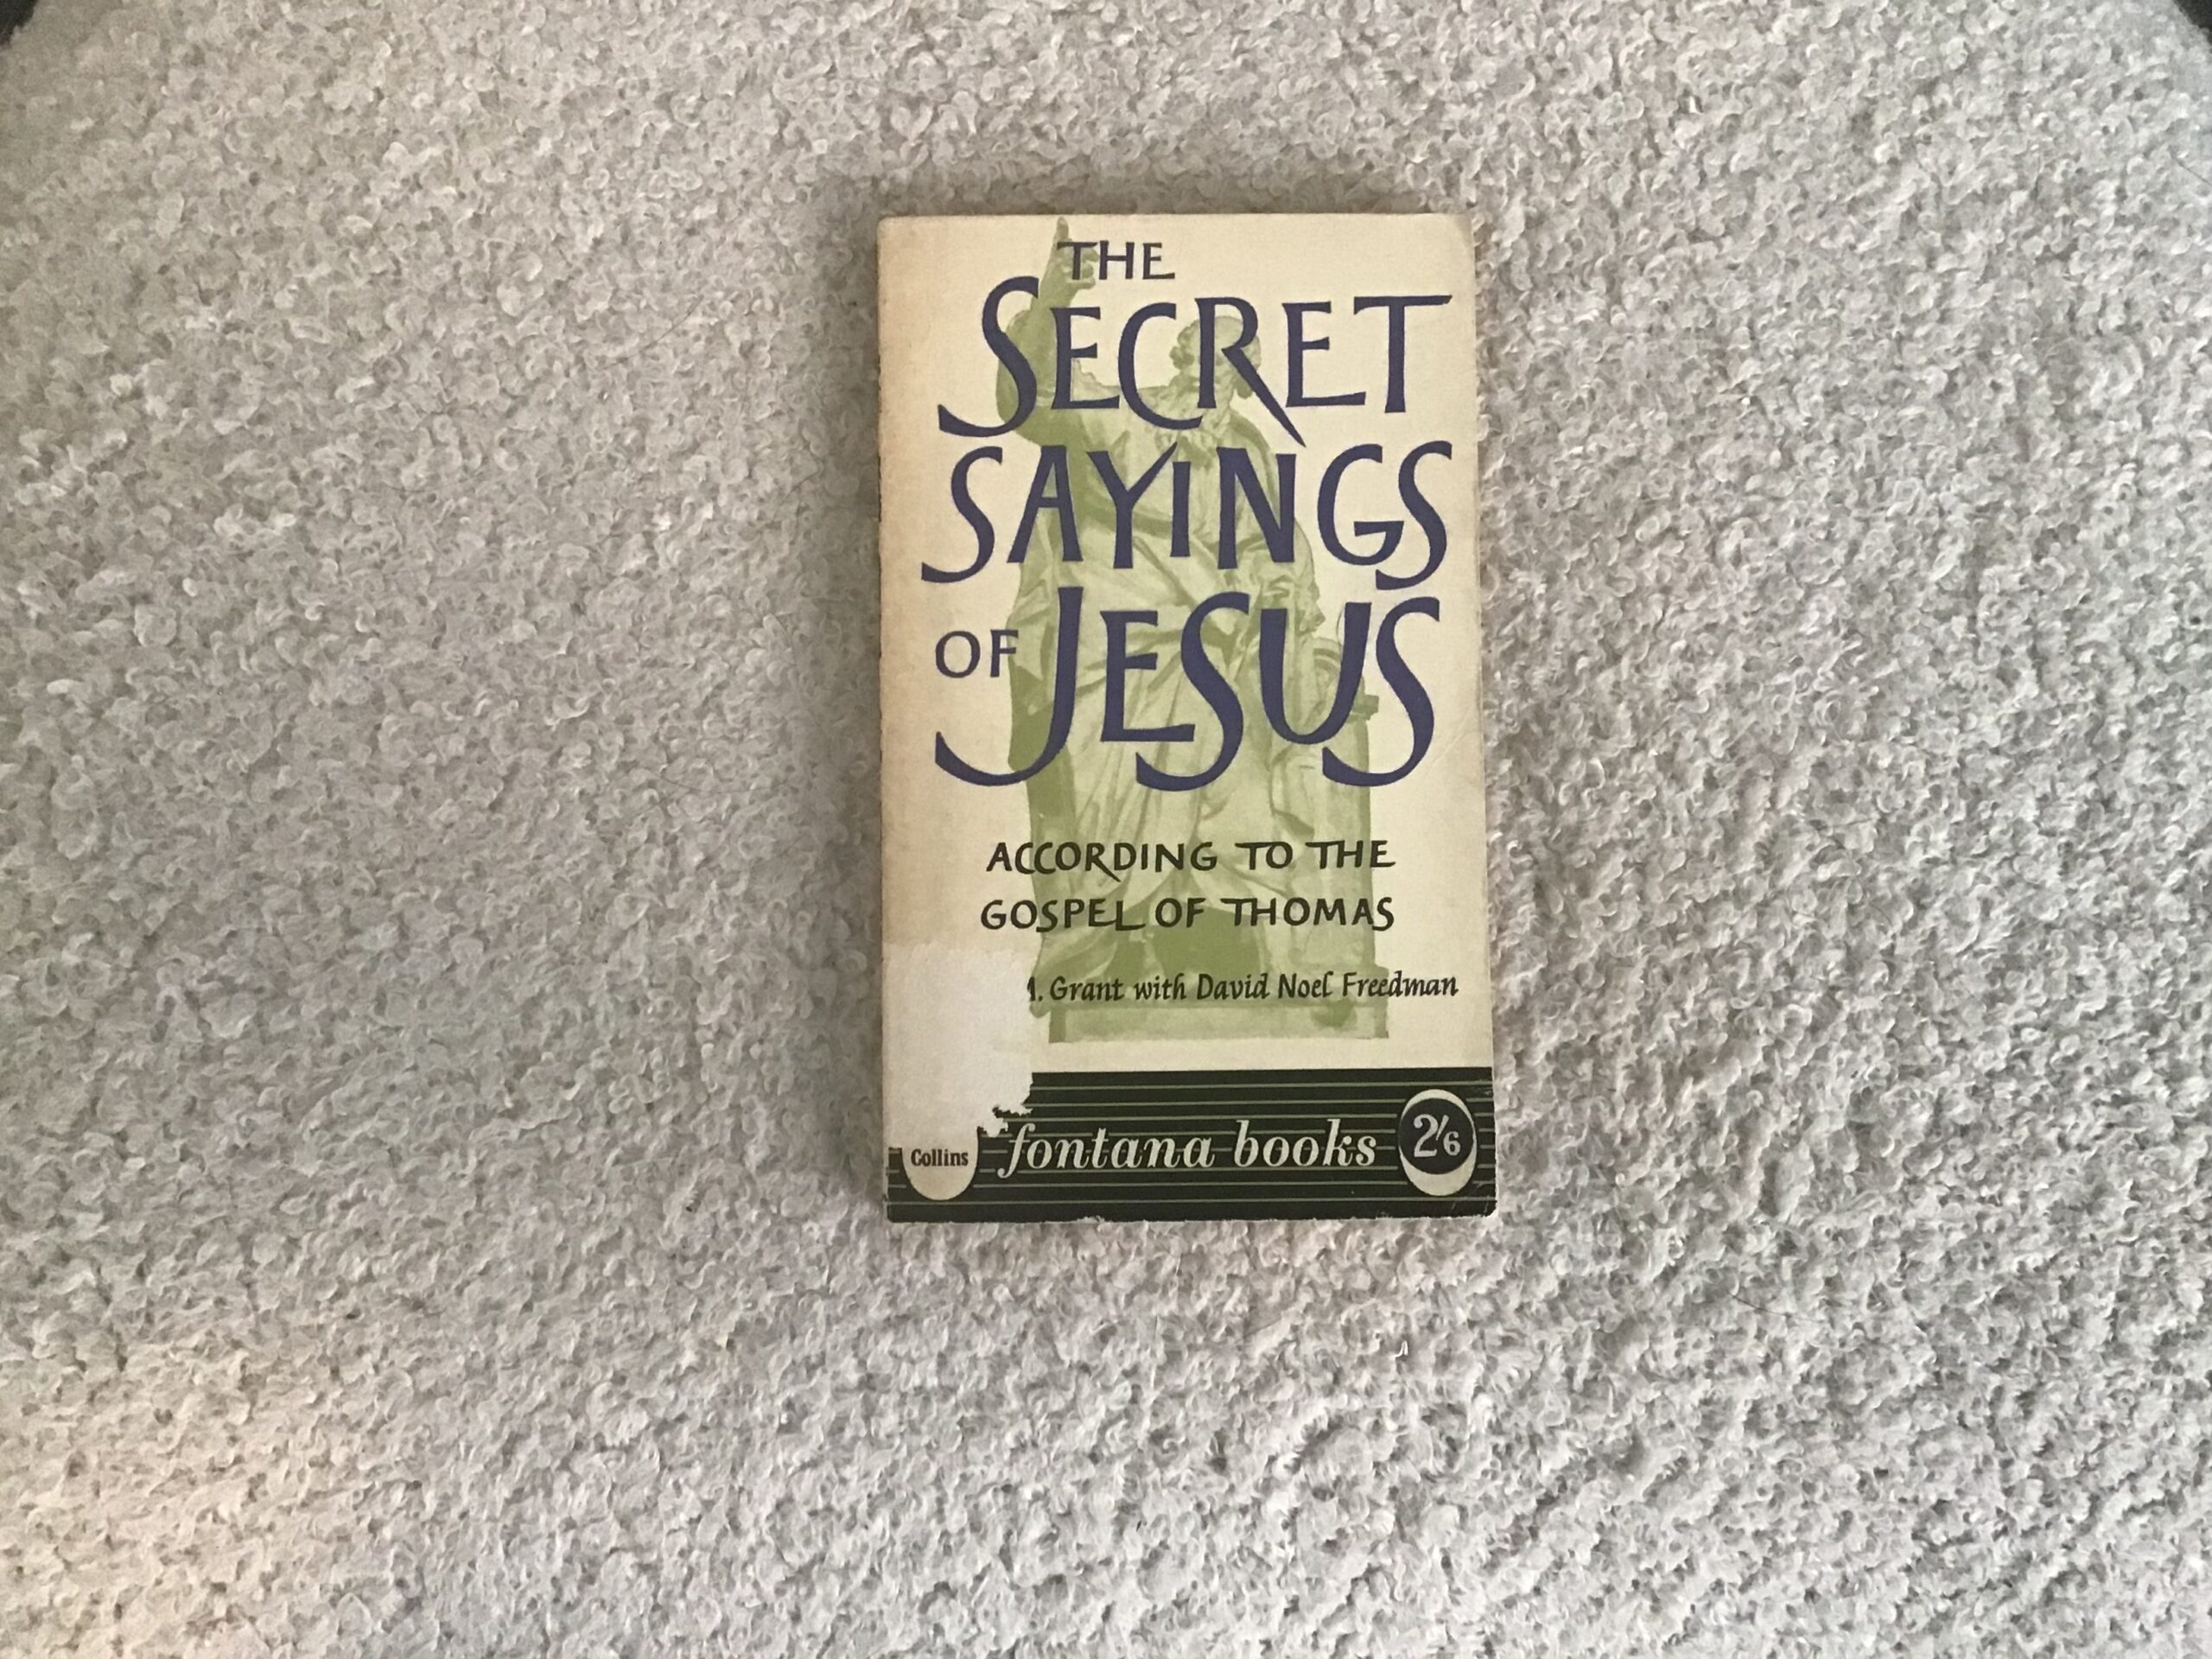 THE
SECRET
SAYINGS
OF JESUS
ACCORDING TO THE
GOSPEL OF THOMAS
. Grant with David Noel Freedman
Collins fontana books 2/6